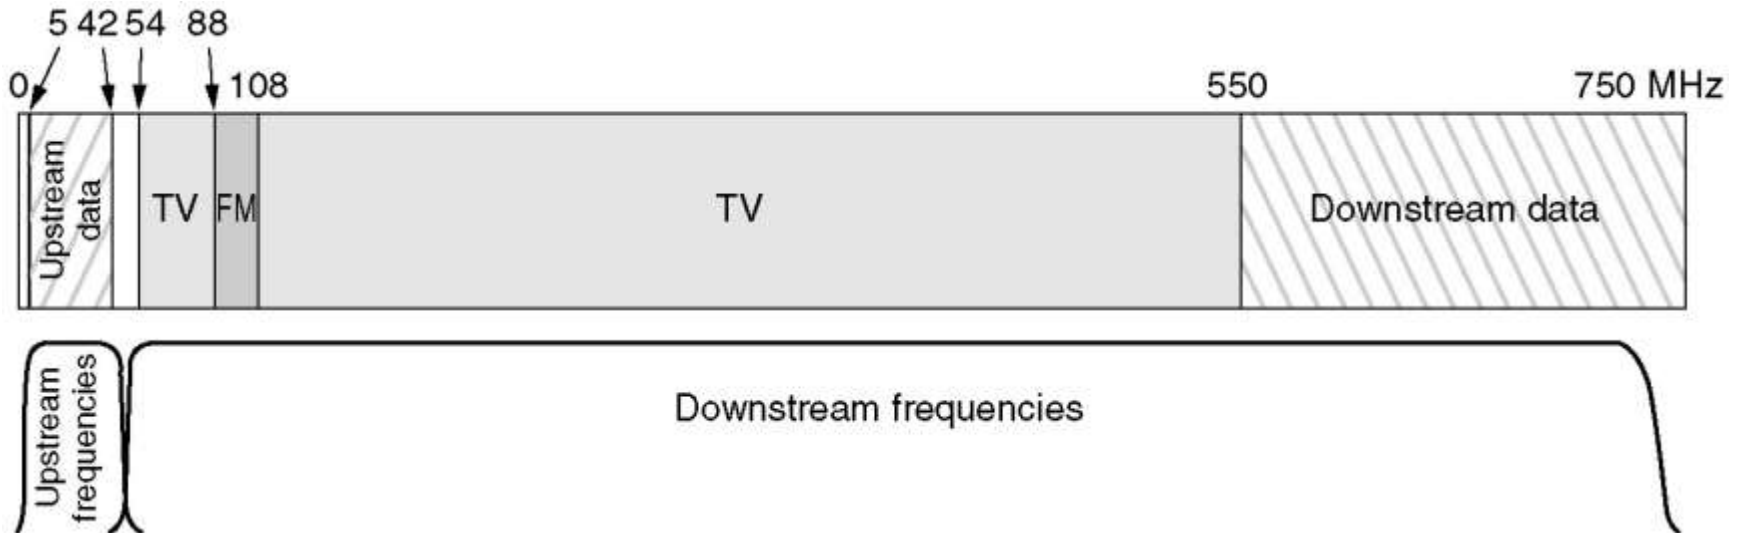 5 42 54 88
0 108 550 750 MHz
Upstream
data
TV FM TV Downstream data
Upstream
frequencies
Downstream frequencies